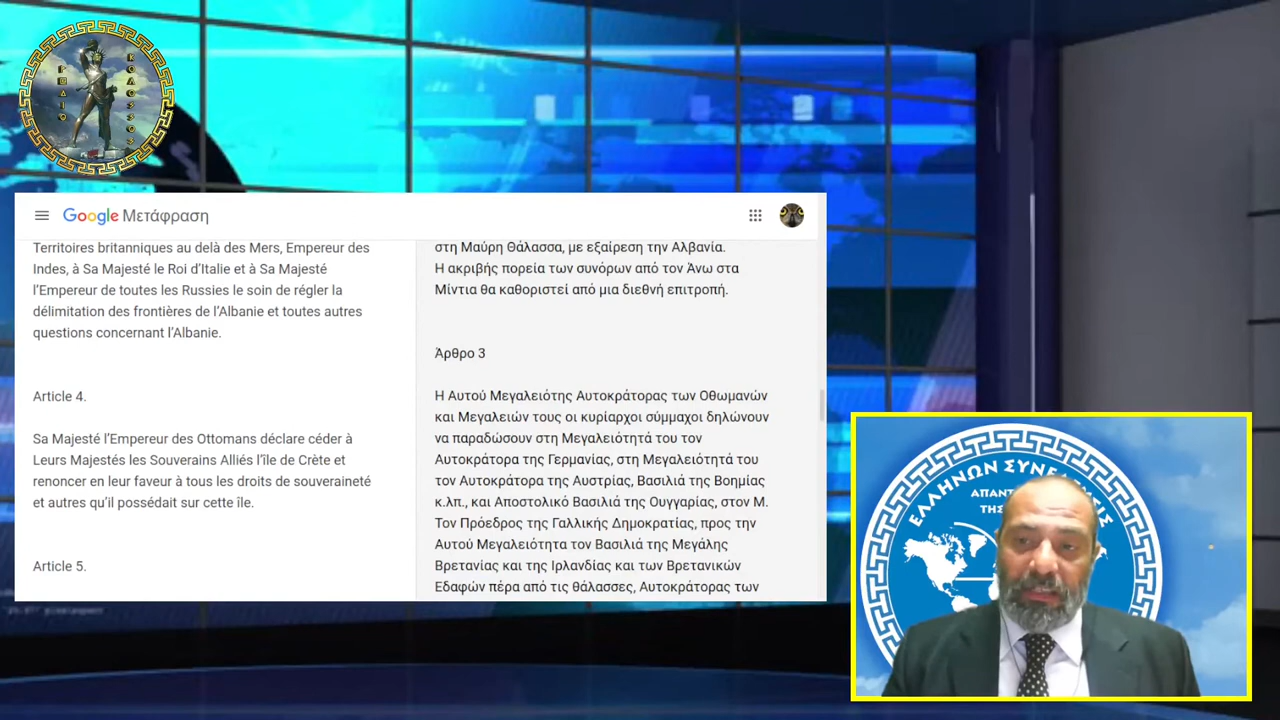 ΡΑΔΙΟ
ΚΟΛΟΣΣΟΣ
Google Μετάφραση
Territoires britanniques au delà des Mers, Empereur des
Indes, à Sa Majesté le Roi d’Italie et à Sa Majesté
l’Empereur de toutes les Russies le soin de régler la
délimitation des frontières de l’Albanie et toutes autres
questions concernant l’Albanie.
Article 4.
Sa Majesté l’Empereur des Ottomans déclare céder à
Leurs Majestés les Souverains Alliés l’île de Crète et
renoncer en leur faveur à tous les droits de souveraineté
et autres qu’il possédait sur cette île.
Article 5.
στη Μαύρη Θάλασσα, με εξαίρεση την Αλβανία.
Η ακριβής πορεία των συνόρων από τον Άνω στα
Μίντια θα καθοριστεί από μια διεθνή επιτροπή.
Άρθρο 3
Η Αυτού Μεγαλειότης Αυτοκράτορας των Οθωμανών
και Μεγαλειών τους οι κυρίαρχοι σύμμαχοι δηλώνουν
να παραδώσουν στη Μεγαλειότητά του τον
Αυτοκράτορα της Γερμανίας, στη Μεγαλειότητά του
τον Αυτοκράτορα της Αυστρίας, Βασιλιά της Βοημίας
κ.λπ., και Αποστολικό Βασιλιά της Ουγγαρίας, στον Μ.
Τον Πρόεδρος της Γαλλικής Δημοκρατίας, προς την
Αυτού Μεγαλειότητα τον Βασιλιά της Μεγάλης
Βρετανίας και της Ιρλανδίας και των Βρετανικών
Εδαφών πέρα από τις θάλασσες, Αυτοκράτορας των
ΕΛΛΗΝΩΝ ΣΥΝΕΛΕΥΣΙΣ
ΑΠΑΝΤ
ΤΗΣ